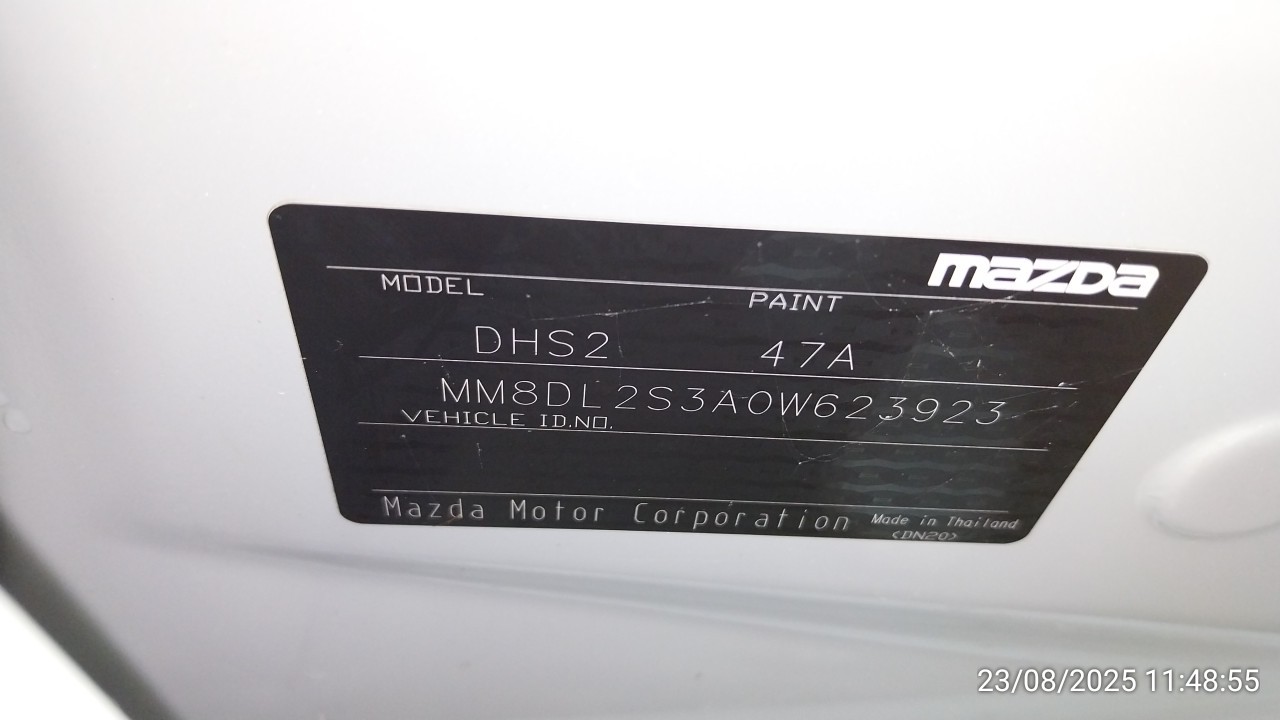 mazda
MODEL PAINT
DHS2 47A
MM8DL2S3A0W623923
VEHICLE ID.NO.
Mazda Motor Corporation Made in Thailand
<DN20>
23/08/2025 11:48:55